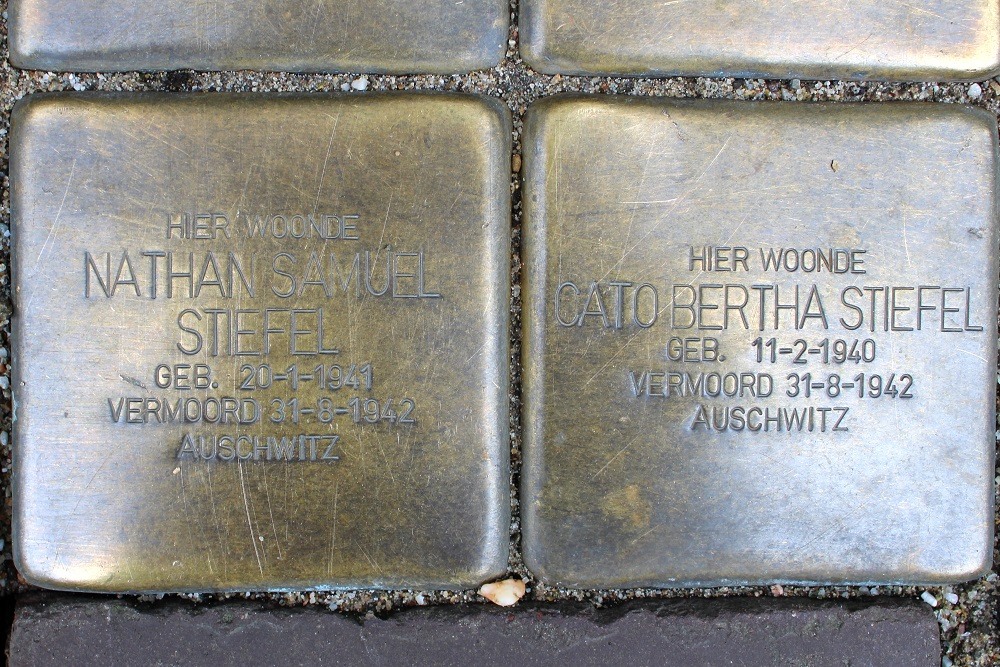 HIER WOONDE
NATHAN SAMUEL
STIEFEL
GEB. 20-1-1941
VERMOORD 31-8-1942
AUSCHWITZ
HIER WOONDE
CATO BERTHA STIEFEL
GEB. 11-2-1940
VERMOORD 31-8-1942
AUSCHWITZ